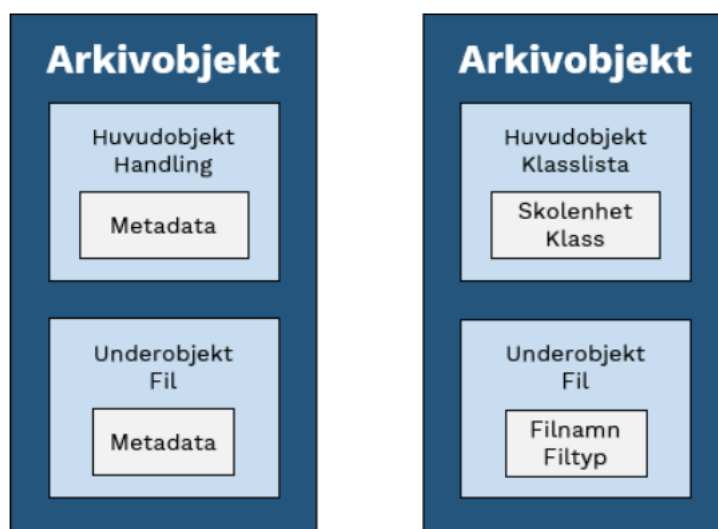 Arkivobjekt
Huvudobjekt
Handling
Metadata
Underobjekt
Fil
Metadata
Arkivobjekt
Huvudobjekt
Klasslista
Skolenhet
Klass
Underobjekt
Fil
Filnamn
Filtyp